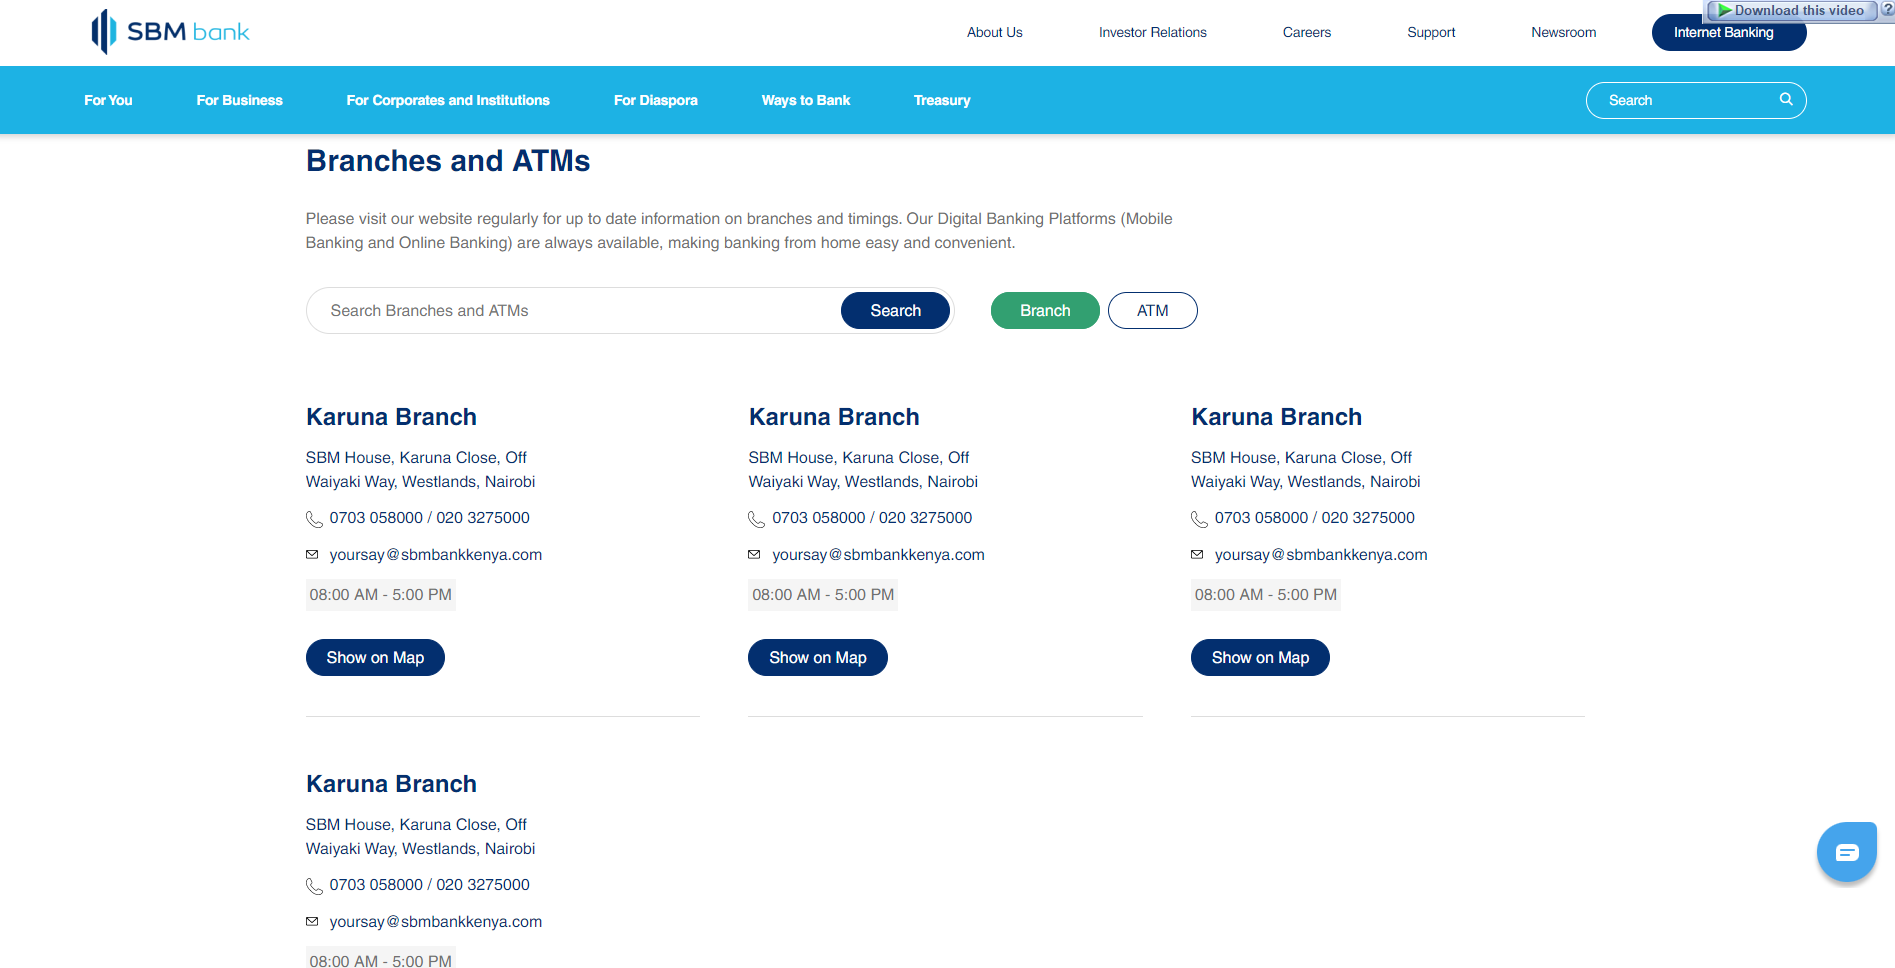 SBM bank
About Us
Investor Relations
Careers
Support
Newsroom
Internet Banking
Download this video
?
For You
For Business
For Corporates and Institutions
For Diaspora
Ways to Bank
Treasury
Search
Branches and ATMs
Please visit our website regularly for up to date information on branches and timings. Our Digital Banking Platforms (Mobile
Banking and Online Banking) are always available, making banking from home easy and convenient.
Search Branches and ATMs
Search
Branch
ATM
Karuna Branch
SBM House, Karuna Close, Off
Waiyaki Way, Westlands, Nairobi
0703 058000 / 020 3275000
yoursay@sbmbankkenya.com
08:00 AM - 5:00 PM
Show on Map
Karuna Branch
SBM House, Karuna Close, Off
Waiyaki Way, Westlands, Nairobi
0703 058000 / 020 3275000
yoursay@sbmbankkenya.com
08:00 AM - 5:00 PM
Show on Map
Karuna Branch
SBM House, Karuna Close, Off
Waiyaki Way, Westlands, Nairobi
0703 058000 / 020 3275000
yoursay@sbmbankkenya.com
08:00 AM - 5:00 PM
Show on Map
Karuna Branch
SBM House, Karuna Close, Off
Waiyaki Way, Westlands, Nairobi
0703 058000 / 020 3275000
yoursay@sbmbankkenya.com
08:00 AM - 5:00 PM